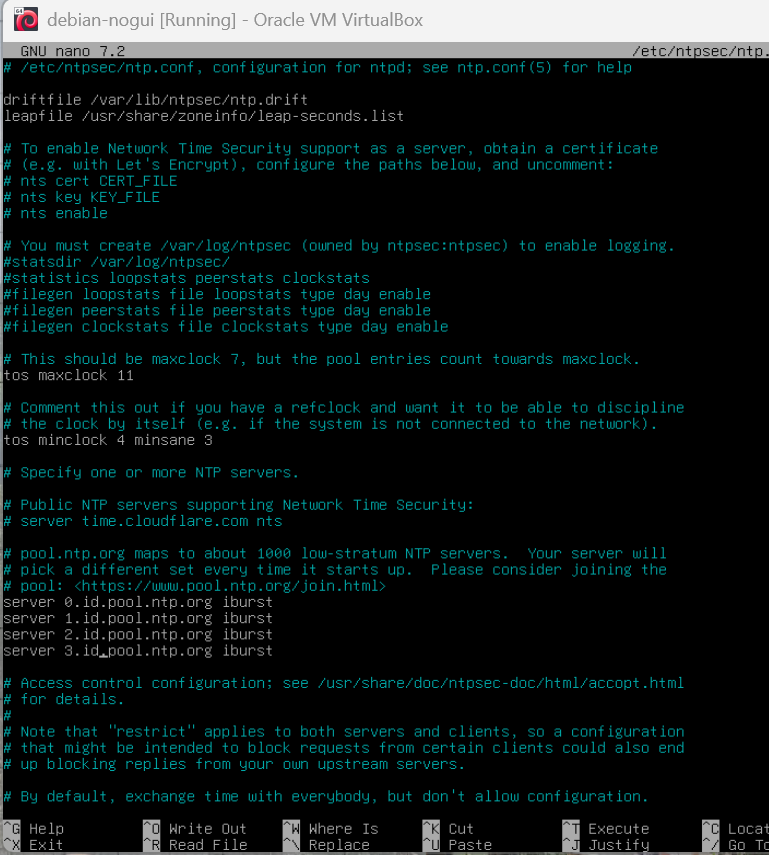 64
debian-nogui [Running] - Oracle VM VirtualBox
GNU nano 7.2 /etc/ntpsec/ntp.
# /etc/ntpsec/ntp.conf, configuration for ntpd; see ntp.conf(5) for help
driftfile /var/lib/ntpsec/ntp.drift
leapfile /usr/share/zoneinfo/leap-seconds.list
# To enable Network Time Security support as a server, obtain a certificate
# (e.g. with Let's Encrypt), configure the paths below, and uncomment:
# nts cert CERT_FILE
# nts key KEY_FILE
# nts enable
# You must create /var/log/ntpsec (owned by ntpsec:ntpsec) to enable logging.
#statsdir /var/log/ntpsec/
#statistics loopstats peerstats clockstats
#filegen loopstats file loopstats type day enable
#filegen peerstats file peerstats type day enable
#filegen clockstats file clockstats type day enable
# This should be maxclock 7, but the pool entries count towards maxclock.
tos maxclock 11
# Comment this out if you have a refclock and want it to be able to discipline
# the clock by itself (e.g. if the system is not connected to the network).
tos minclock 4 minsane 3
# Specify one or more NTP servers.
# Public NTP servers supporting Network Time Security:
# server time.cloudflare.com nts
# pool.ntp.org maps to about 1000 low-stratum NTP servers.  Your server will
# pick a different set every time it starts up.  Please consider joining the
# pool: <https://www.pool.ntp.org/join.html>
server 0.id.pool.ntp.org iburst
server 1.id.pool.ntp.org iburst
server 2.id.pool.ntp.org iburst
server 3.id.pool.ntp.org iburst
# Access control configuration; see /usr/share/doc/ntpsec-doc/html/accopt.html
# for details.
#
# Note that "restrict" applies to both servers and clients, so a configuration
# that might be intended to block requests from certain clients could also end
# up blocking replies from your own upstream servers.
# By default, exchange time with everybody, but don't allow configuration.
^G Help ^O Write Out ^W Where Is ^K Cut ^T Execute ^C Locat
^X Exit ^R Read File ^\ Replace ^U Paste ^J Justify ^/ Go To